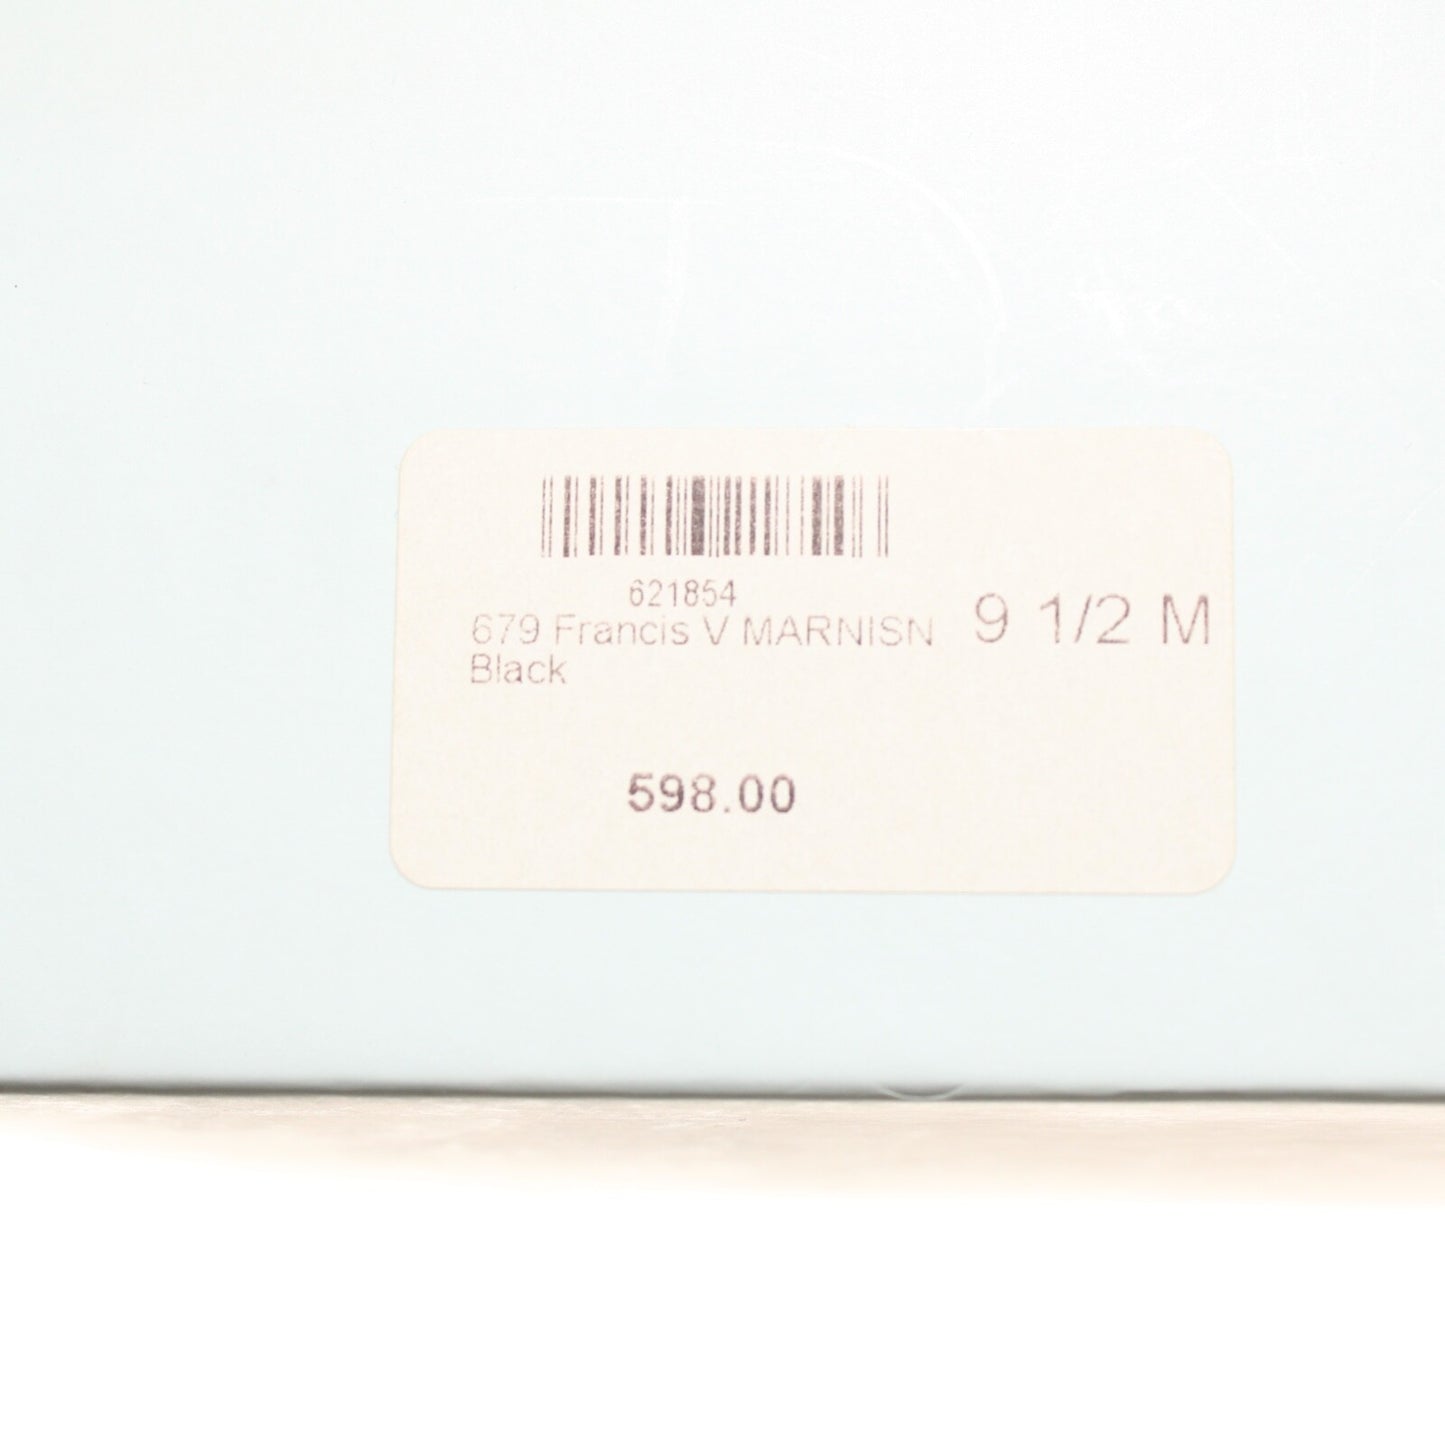 621854
679 Francis V MARNISN 9 1/2 M
Black
598.00